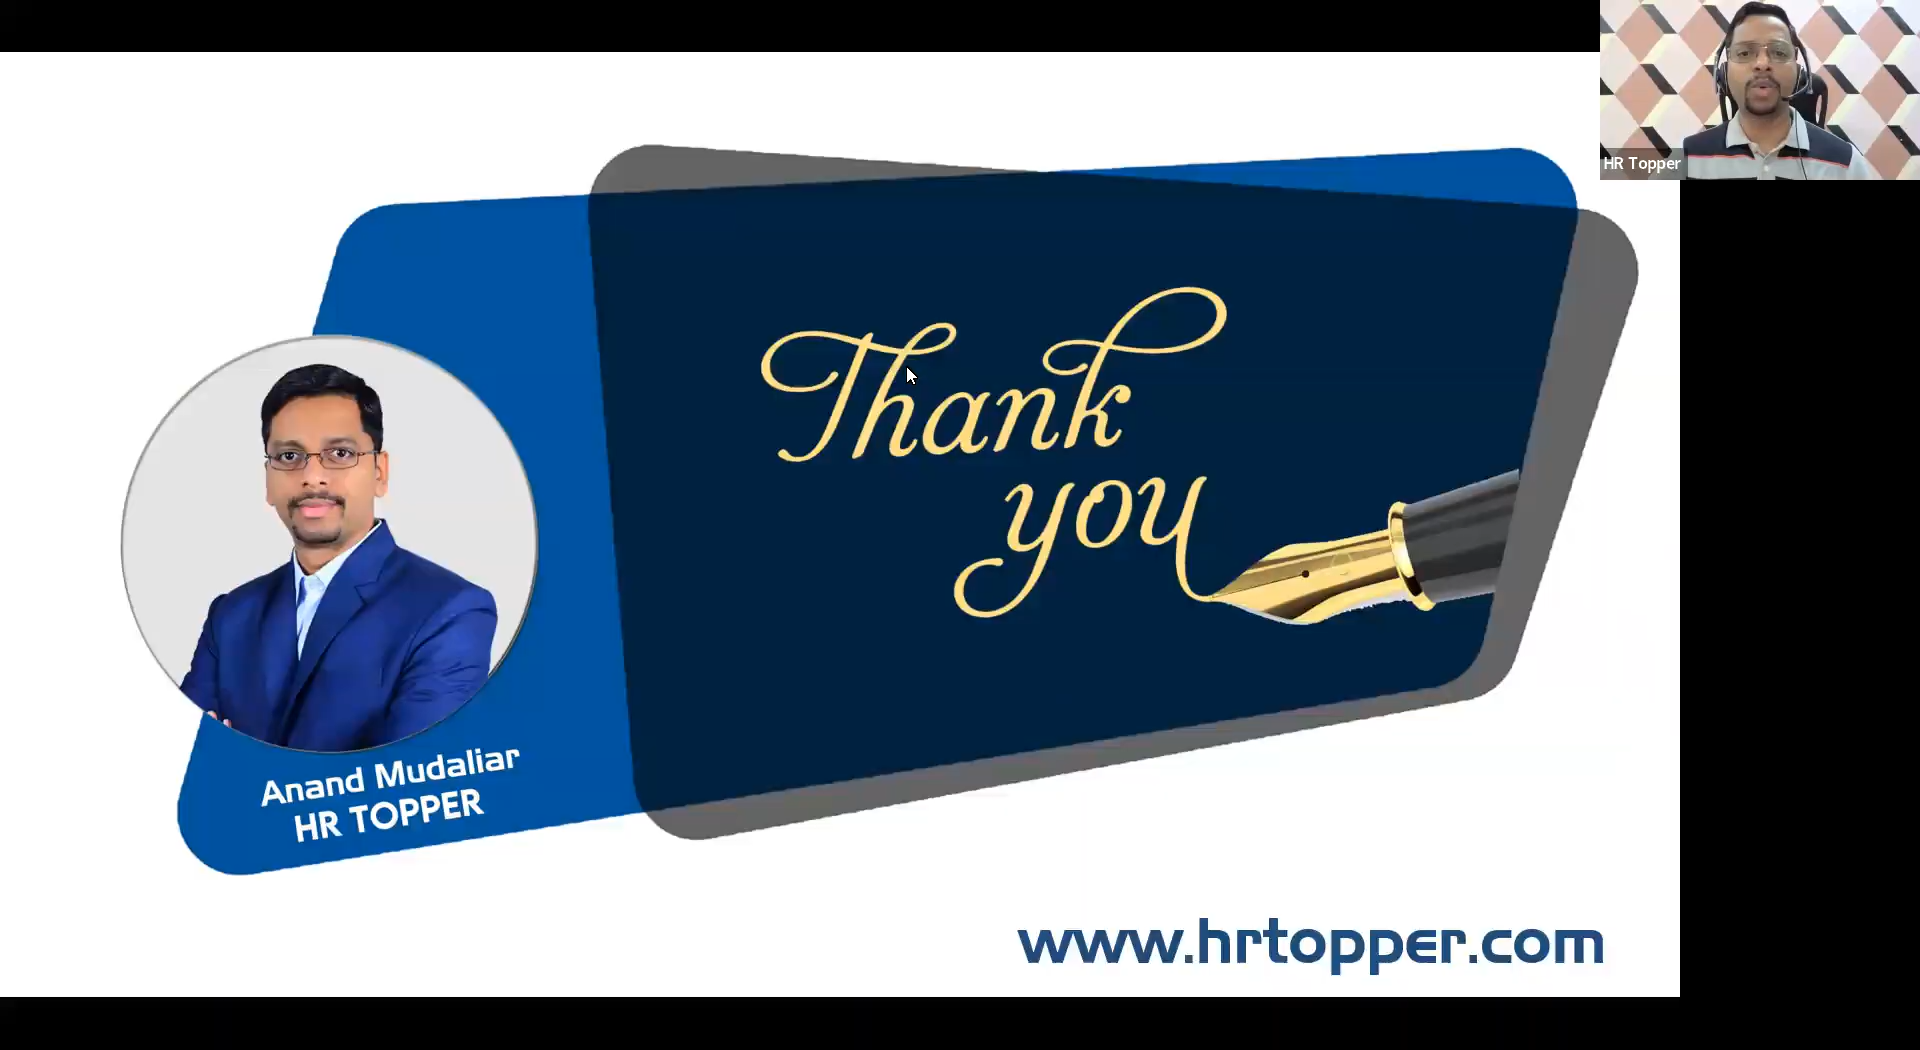 HR Topper
Thank
you
Anand Mudaliar
HR TOPPER
www.hrtopper.com